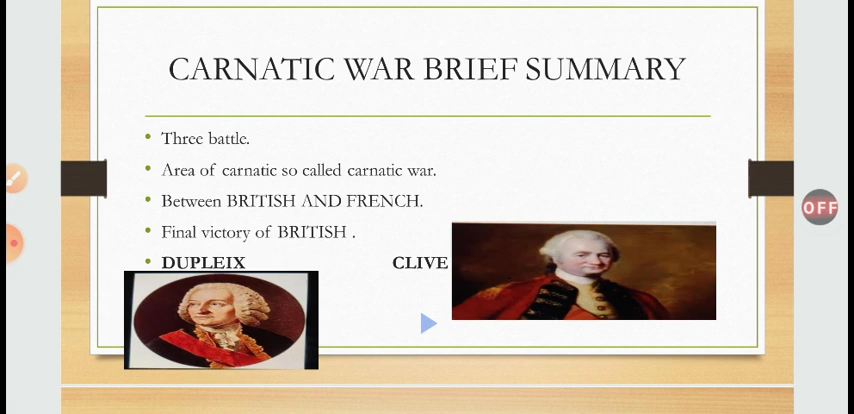 CARNATIC WAR BRIEF SUMMARY
• Three battle.
• Area of carnatic so called carnatic war.
• Between BRITISH AND FRENCH.
• Final victory of BRITISH .
• DUPLEIX CLIVE
OFF